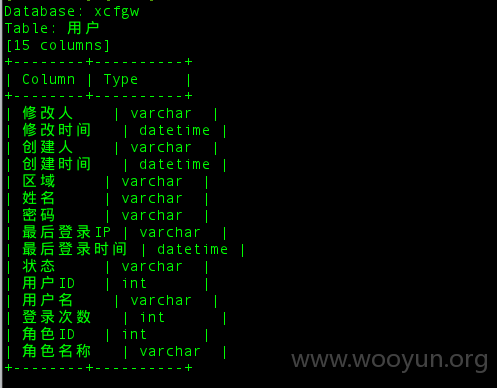 Database: xcfgw
Table: 用户
[15 columns]
+--------+----------+
| Column | Type     |
+--------+----------+
| 修改人    | varchar  |
| 修改时间   | datetime |
| 创建人    | varchar  |
| 创建时间   | datetime |
| 区域     | varchar  |
| 姓名     | varchar  |
| 密码     | varchar  |
| 最后登录IP | varchar  |
| 最后登录时间 | datetime |
| 状态     | varchar  |
| 用户ID   | int      |
| 用户名    | varchar  |
| 登录次数   | int      |
| 角色ID   | int      |
| 角色名称   | varchar  |
+--------+----------+
www.wooyun.org